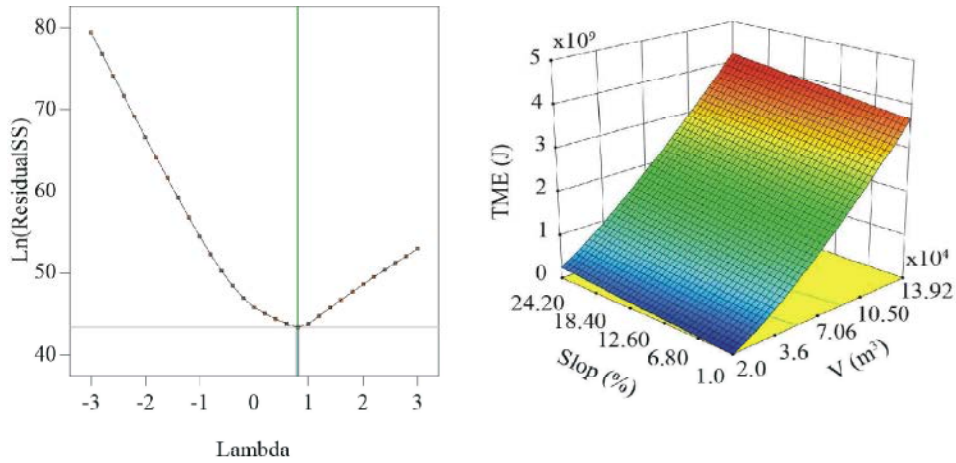 80
70
60
50
40
Ln(ResidualSS)
-3 -2 -1 0 1 2 3
Lambda
x10⁹
5
4
3
2
1
0
TME (J)
24.20
18.40
12.60
6.80
1.0
Slop (%)
x10⁴
13.92
10.50
7.06
3.6
2.0
V (m³)